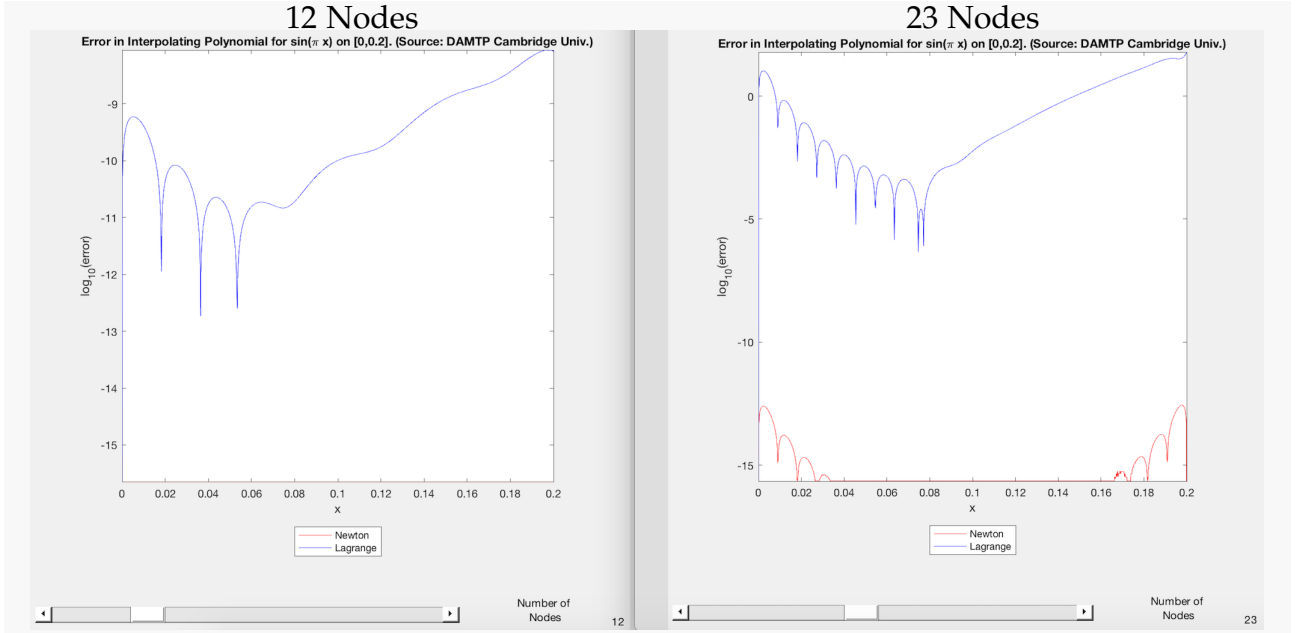 12 Nodes
Error in Interpolating Polynomial for sin(π x) on [0,0.2]. (Source: DAMTP Cambridge Univ.)
-9
-10
-11
-12
-13
-14
-15
log10(error)
0 0.02 0.04 0.06 0.08 0.1 0.12 0.14 0.16 0.18 0.2
x
Newton
Lagrange
Number of
Nodes
12
23 Nodes
Error in Interpolating Polynomial for sin(π x) on [0,0.2]. (Source: DAMTP Cambridge Univ.)
0
-5
-10
-15
log10(error)
0 0.02 0.04 0.06 0.08 0.1 0.12 0.14 0.16 0.18 0.2
x
Newton
Lagrange
Number of
Nodes
23